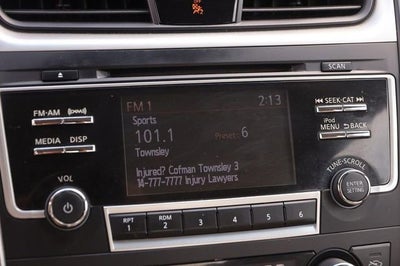 SCAN
FM 1 2:13
Sports
101.1 Preset 6
Townsley
Injured? Cofman Townsley 3
14-777-7777 Injury Lawyers
FM·AM
MEDIA DISP
VOL
SEEK·CAT
iPod
MENU BACK
TUNE·SCROLL
ENTER
SETTING
RPT RDM
1 2 3 4 5 6